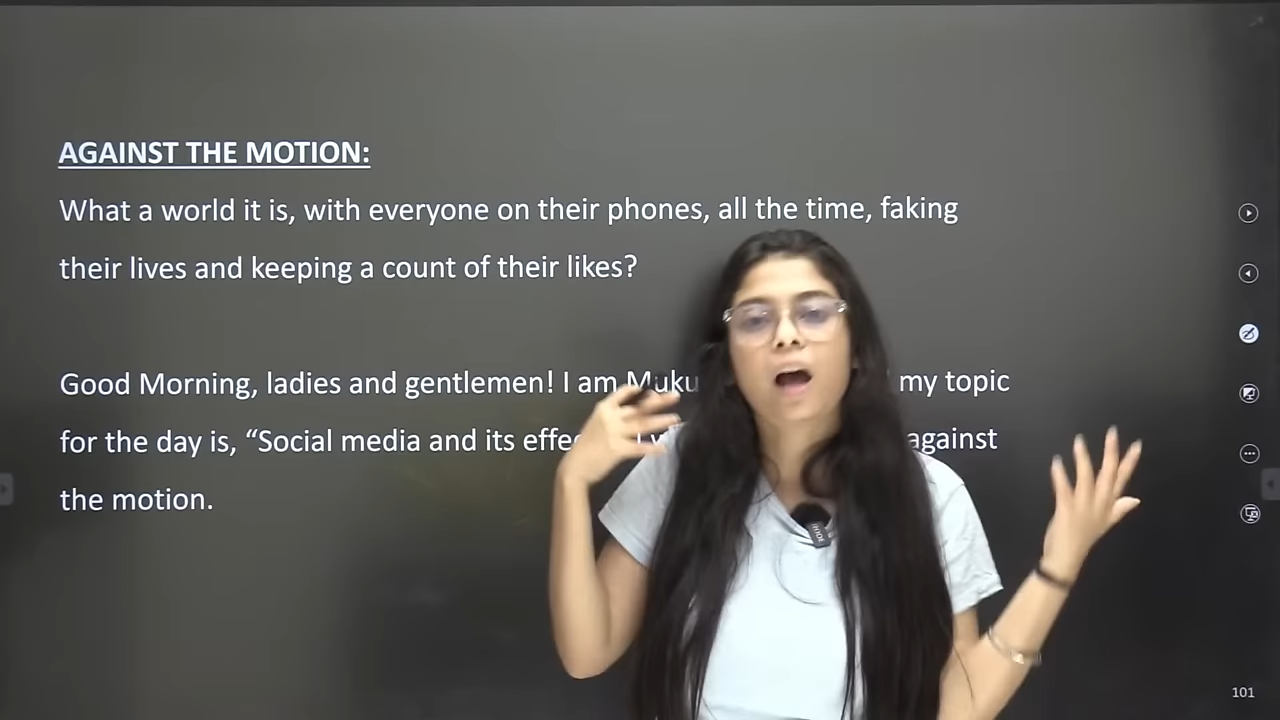 AGAINST THE MOTION:
What a world it is, with everyone on their phones, all the time, faking
their lives and keeping a count of their likes?
Good Morning, ladies and gentlemen! I am my topic
for the day is, “Social media and its against
the motion.
101